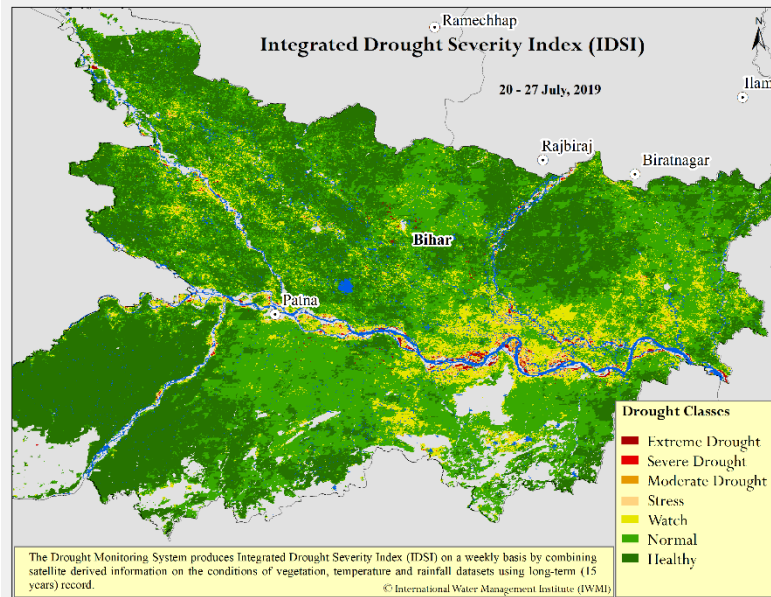 Ramechhap
Integrated Drought Severity Index (IDSI)
N
20 - 27 July, 2019
Ilam
Rajbiraj
Biratnagar
Bihar
Patna
Drought Classes
Extreme Drought
Severe Drought
Moderate Drought
Stress
Watch
Normal
Healthy
The Drought Monitoring System produces Integrated Drought Severity Index (IDSI) on a weekly basis by combining
satellite derived information on the conditions of vegetation, temperature and rainfall datasets using long-term (15
years) record.
© International Water Management Institute (IWMI)